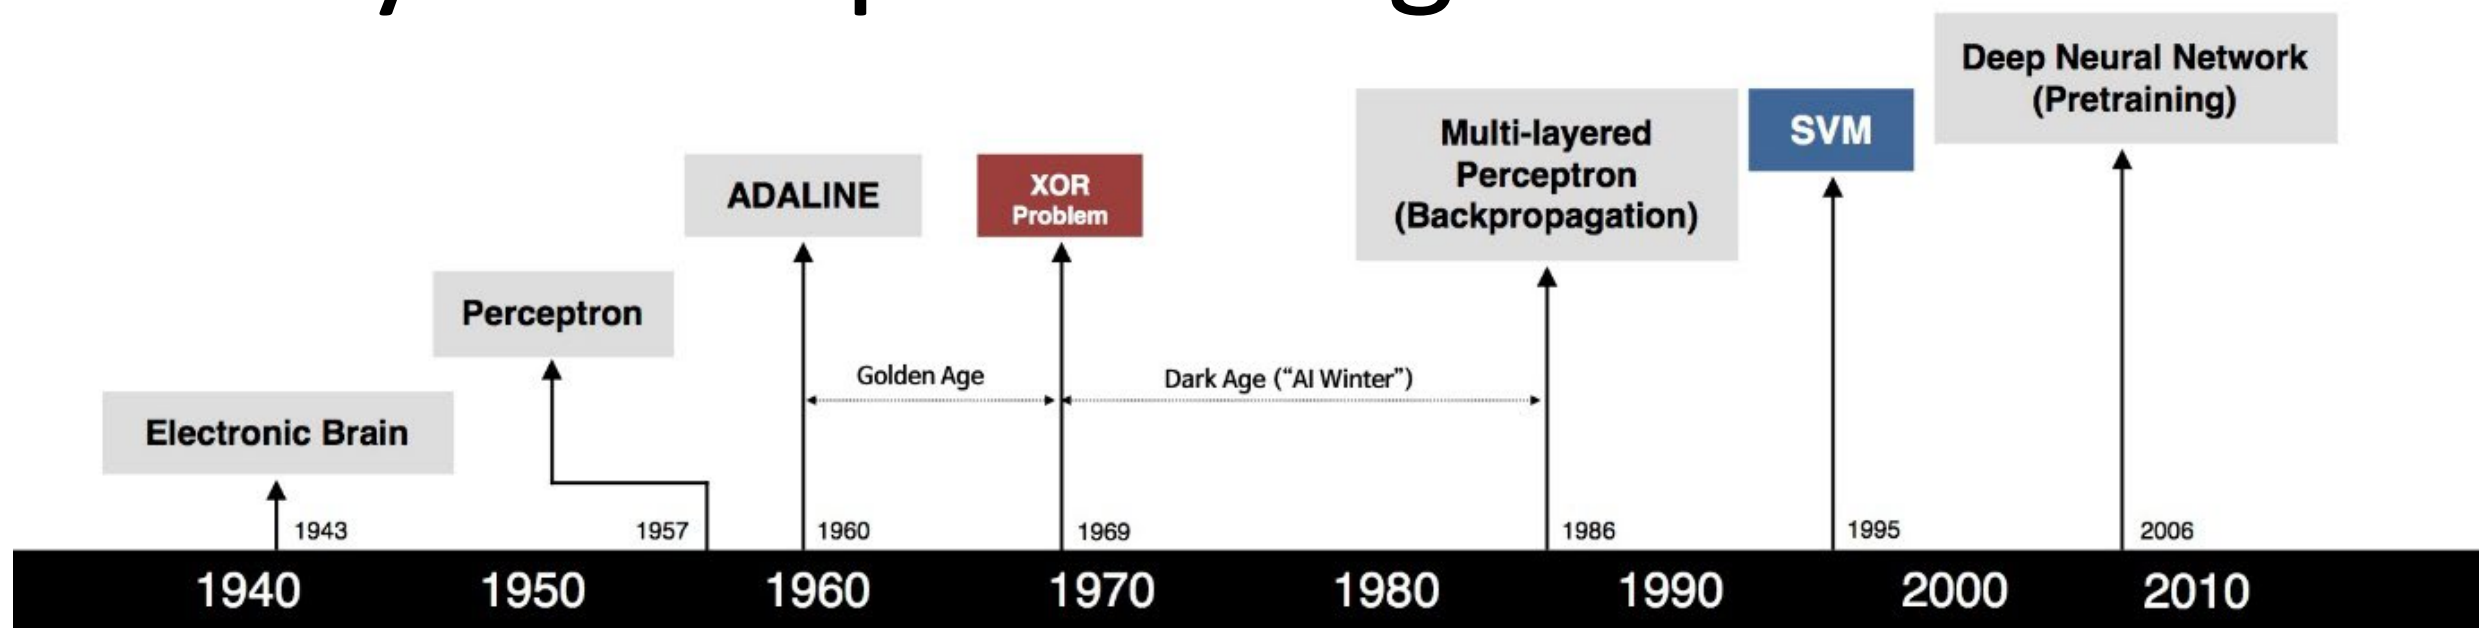 Deep Neural Network
(Pretraining)
Multi-layered
Perceptron
(Backpropagation)
SVM
ADALINE
XOR
Problem
Perceptron
Golden Age
Dark Age (“AI Winter”)
Electronic Brain
1943
1957
1960
1969
1986
1995
2006
1940
1950
1960
1970
1980
1990
2000
2010